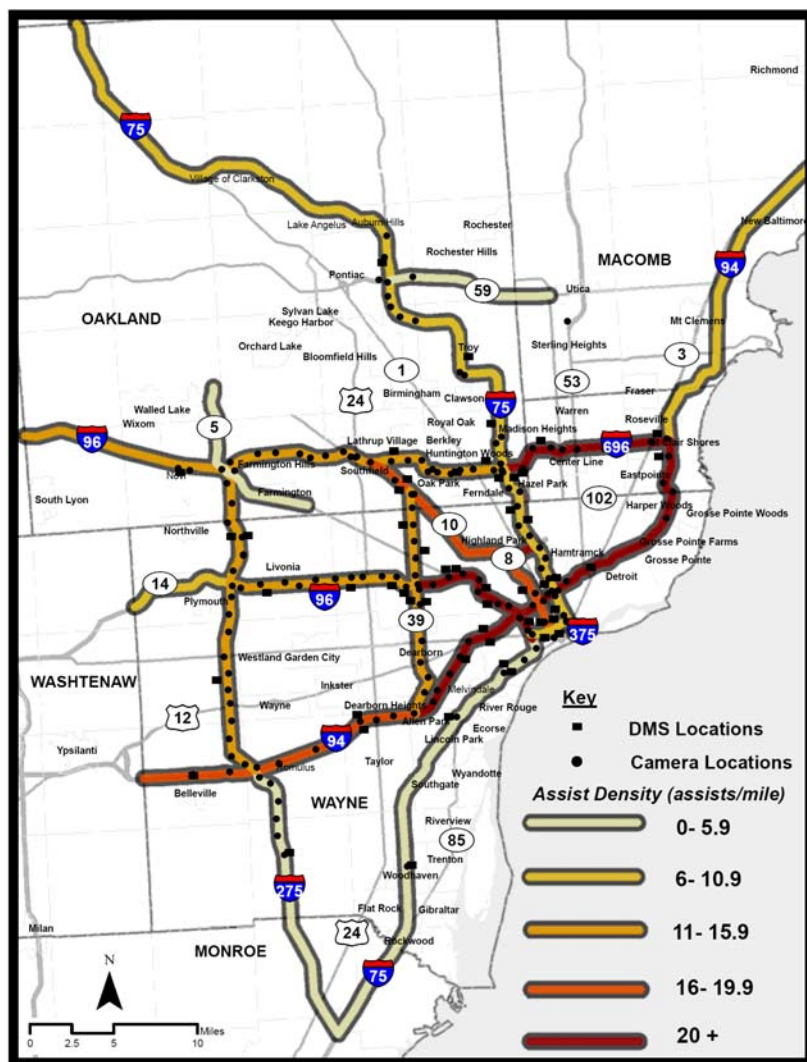 Richmond
75
Village of Clarkston
Lake Angelus
Auburn Hills
Rochester
New Baltimore
Rochester Hills
MACOMB
94
Pontiac
59
Utica
OAKLAND
Sylvan Lake
Keego Harbor
Mt Clemens
Orchard Lake
Bloomfield Hills
Troy
Sterling Heights
3
1
53
Birmingham
Clawson
Fraser
24
75
Walled Lake
Wixom
5
Royal Oak
Warren
Roseville
96
Lathrup Village
Berkley
Madison Heights
696
Clair Shores
Novi
Farmington Hills
Southfield
Huntington Woods
Center Line
Oak Park
Hazel Park
Eastpointe
South Lyon
Farmington
Ferndale
102
Harper Woods
Grosse Pointe Woods
10
Northville
Highland Park
Grosse Pointe Farms
8
Hamtramck
Grosse Pointe
14
Livonia
Detroit
Plymouth
96
39
375
Dearborn
Westland Garden City
WASHTENAW
Inkster
Melvindale
Key
12
Wayne
Dearborn Heights
River Rouge
DMS Locations
Allen Park
Ecorse
Ypsilanti
94
Lincoln Park
Camera Locations
Romulus
Taylor
Wyandotte
Belleville
Southgate
Assist Density (assists/mile)
WAYNE
0- 5.9
Riverview
85
Trenton
Woodhaven
6- 10.9
275
Flat Rock
Gibraltar
Milan
24
11- 15.9
MONROE
Rockwood
N
75
16- 19.9
0 2.5 5 10
Miles
20 +